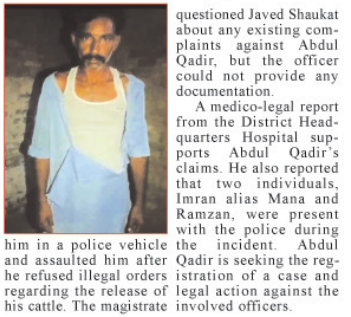 him in a police vehicle
and assaulted him after
he refused illegal orders
regarding the release of
his cattle. The magistrate
questioned Javed Shaukat
about any existing com-
plaints against Abdul
Qadir, but the officer
could not provide any
documentation.
A medico-legal report
from the District Head-
quarters Hospital sup-
ports Abdul Qadir's
claims. He also reported
that two individuals,
Imran alias Mana and
Ramzan, were present
with the police during
the incident. Abdul
Qadir is seeking the reg-
istration of a case and
legal action against the
involved officers.